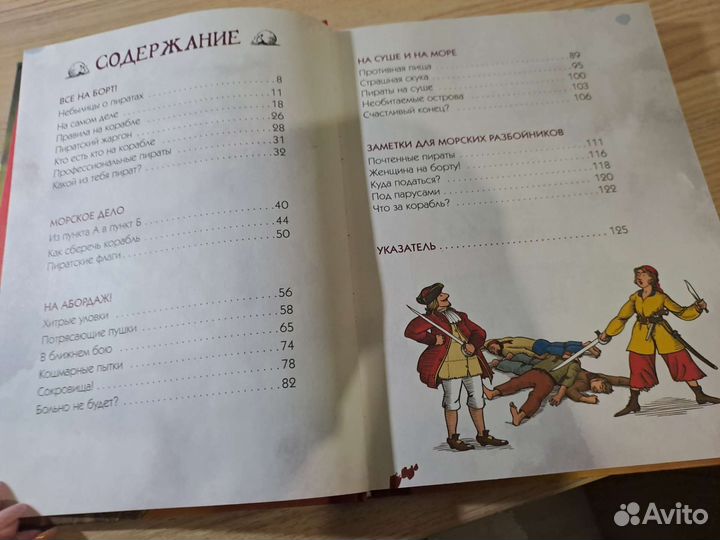 СОДЕРЖАНИЕ
ВСЕ НА БОРТ!
Небылицы о пиратах 8
На самом деле 11
Правила на корабле 18
Пиратский жаргон 26
Кто есть кто на корабле 28
Профессиональные пираты 31
Какой из тебя пират? 32
МОРСКОЕ ДЕЛО
Из пункта А в пункт Б 40
Как сберечь корабль 44
Пиратские флаги 50
НА АБОРДАЖ!
Хитрые уловки 56
Потрясающие пушки 58
В ближнем бою 65
Кошмарные пытки 74
Сокровища! 78
Больно не будет? 82
НА СУШЕ И НА МОРЕ
Противная пища 89
Страшная скука 95
Пираты на суше 100
Необитаемые острова 103
Счастливый конец? 106
ЗАМЕТКИ ДЛЯ МОРСКИХ РАЗБОЙНИКОВ
Почтенные пираты 111
Женщина на борту! 116
Куда податься? 118
Под парусами 120
Что за корабль? 122
УКАЗАТЕЛЬ 125
Avito